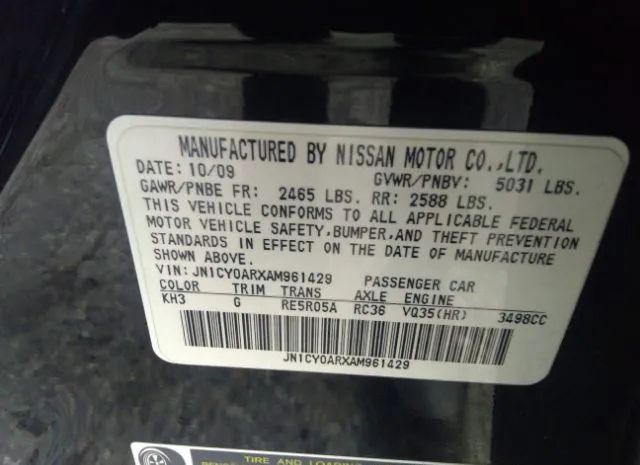 MANUFACTURED BY NISSAN MOTOR CO.,LTD.
DATE: 10/09 GVWR/PNBV: 5031 LBS.
GAWR/PNBE FR: 2465 LBS. RR: 2588 LBS.
THIS VEHICLE CONFORMS TO ALL APPLICABLE FEDERAL
MOTOR VEHICLE SAFETY,BUMPER,AND THEFT PREVENTION
STANDARDS IN EFFECT ON THE DATE OF MANUFACTURE
SHOWN ABOVE.
VIN: JN1CY0ARXAM961429 PASSENGER CAR
COLOR TRIM TRANS AXLE ENGINE
KH3 G RE5R05A RC36 VQ35(HR) 3498CC
JN1CY0ARXAM961429
TIRE AND LOADING